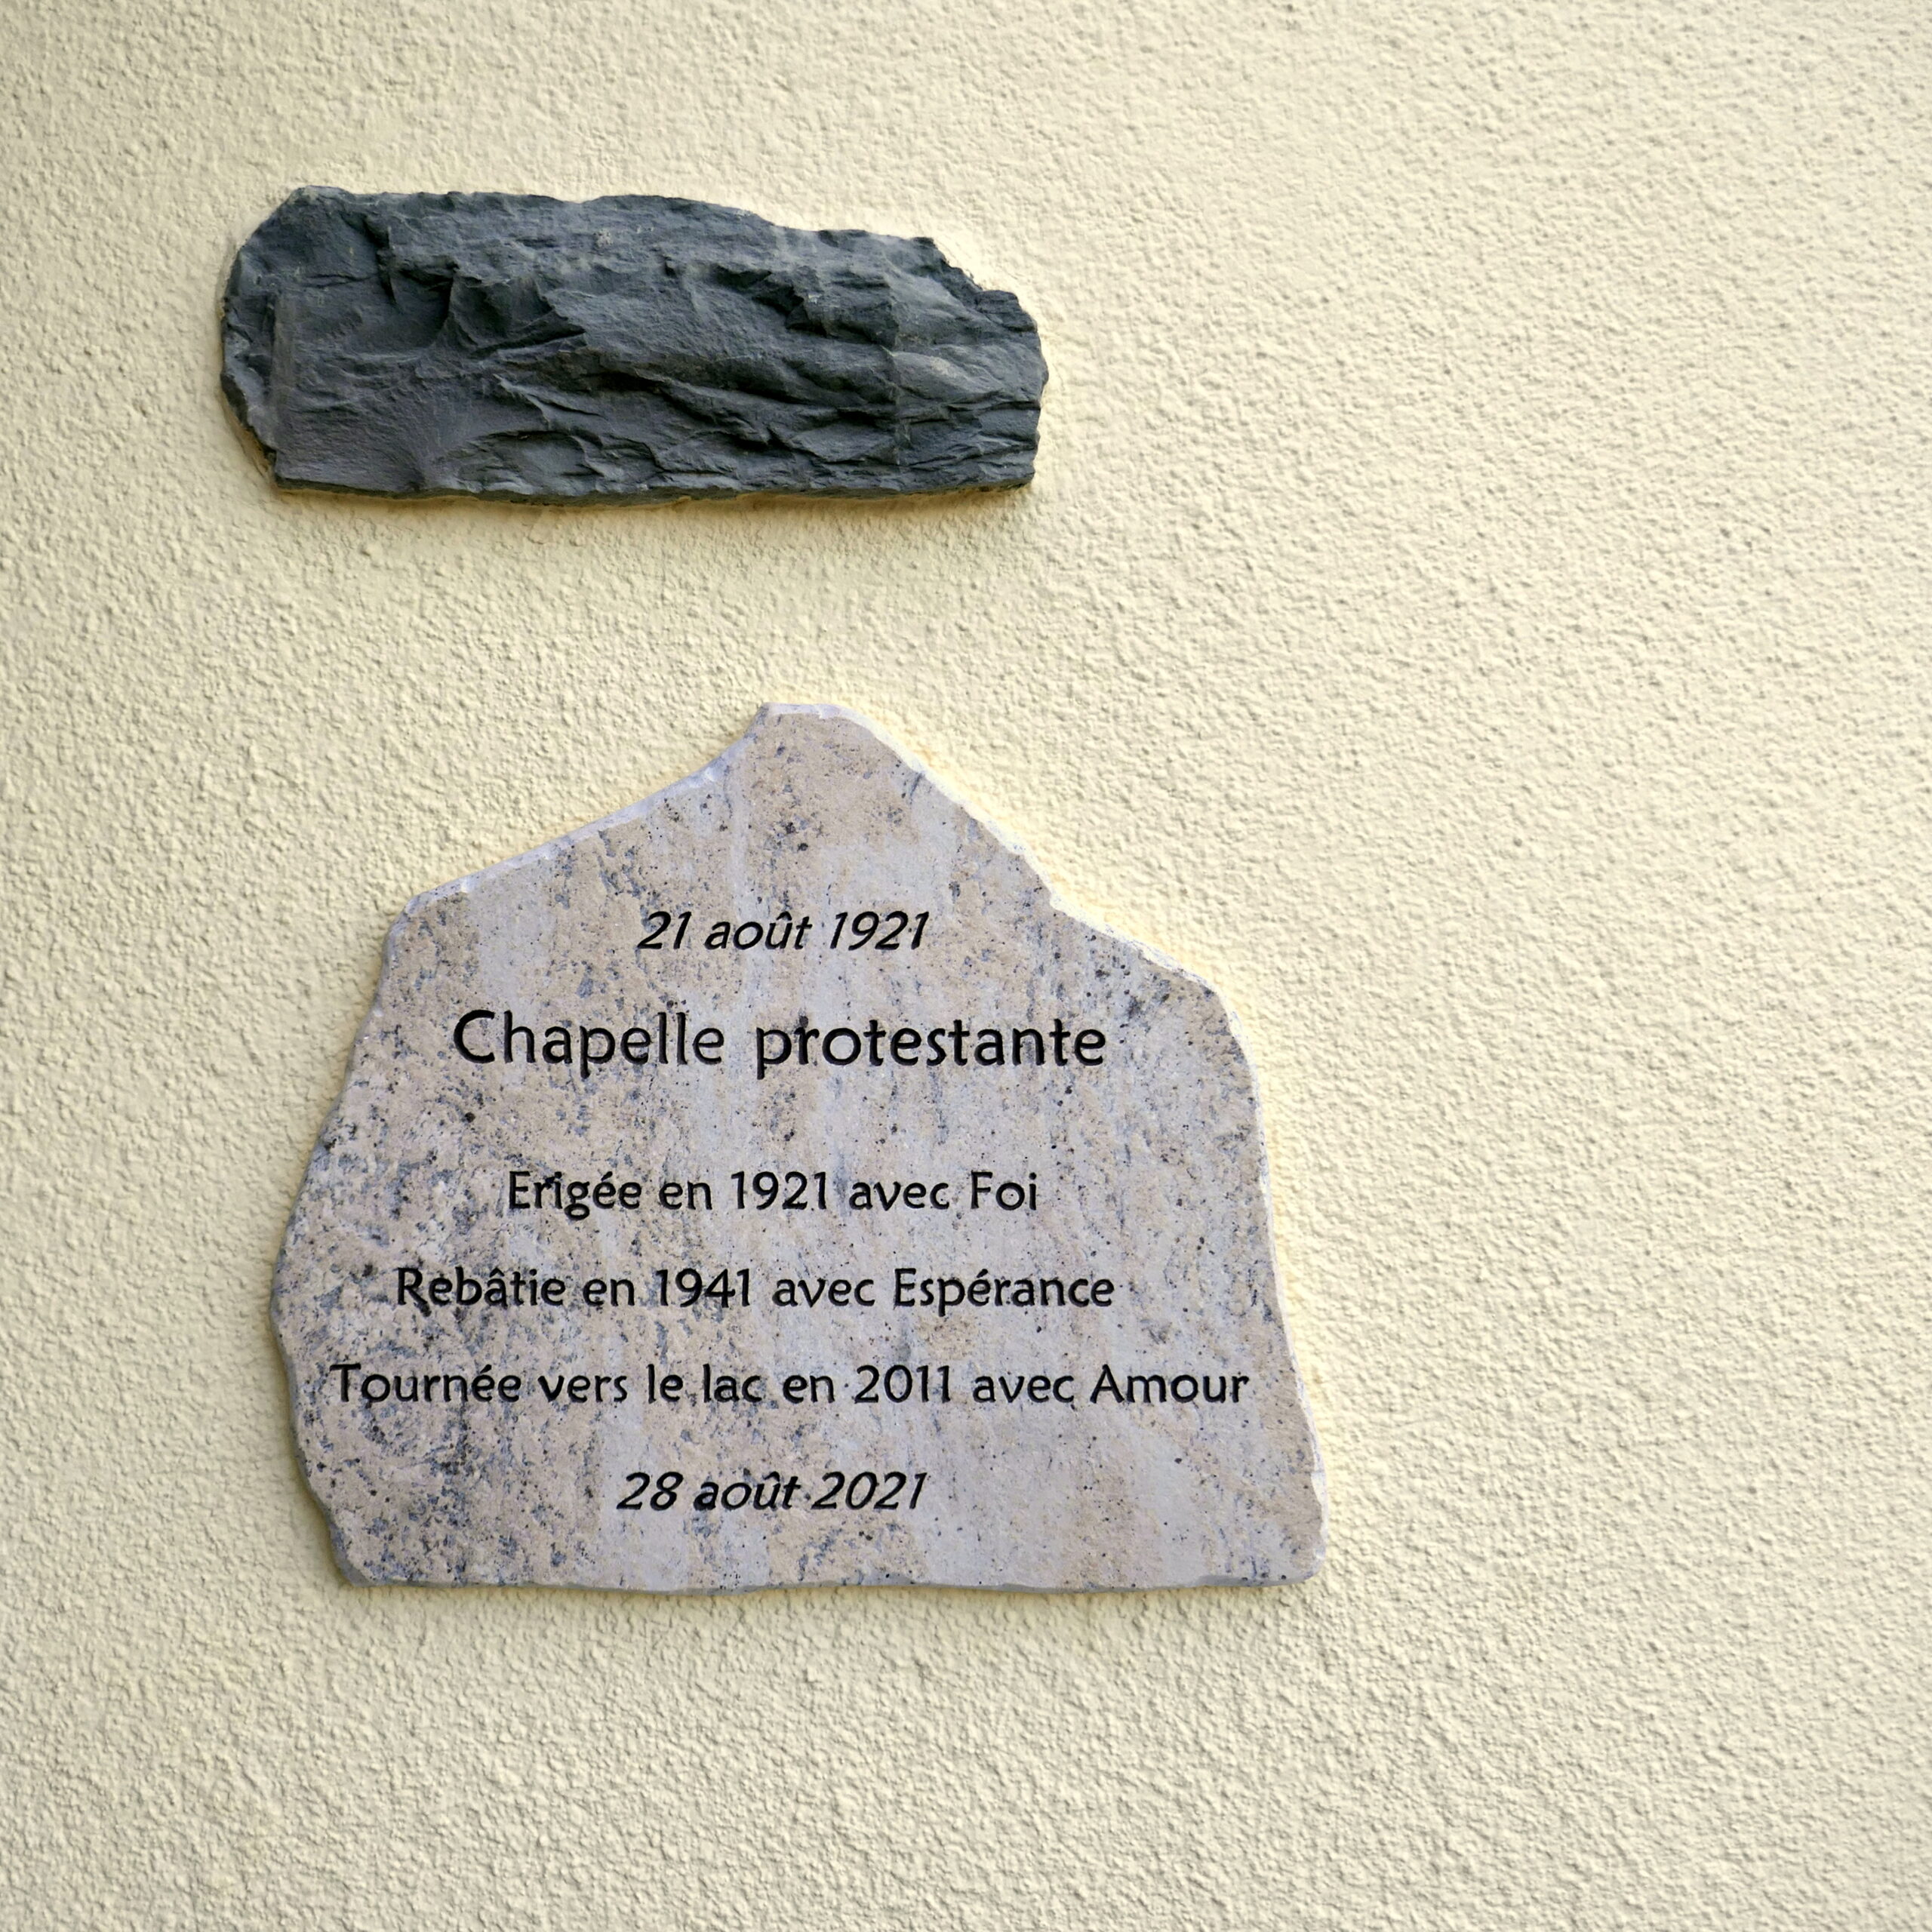 21 août 1921
Chapelle protestante
Erigée en 1921 avec Foi
Rebâtie en 1941 avec Espérance
Tournée vers le lac en 2011 avec Amour
28 août 2021